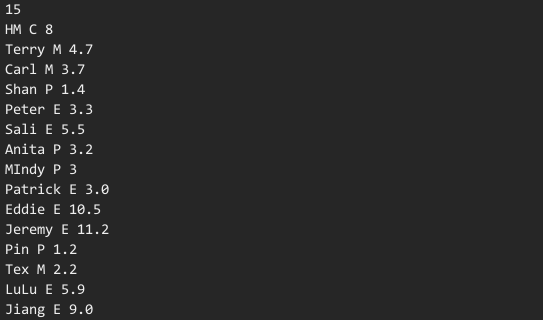 15
HM C 8
Terry M 4.7
Carl M 3.7
Shan P 1.4
Peter E 3.3
Sali E 5.5
Anita P 3.2
MIndy P 3
Patrick E 3.0
Eddie E 10.5
Jeremy E 11.2
Pin P 1.2
Tex M 2.2
LuLu E 5.9
Jiang E 9.0